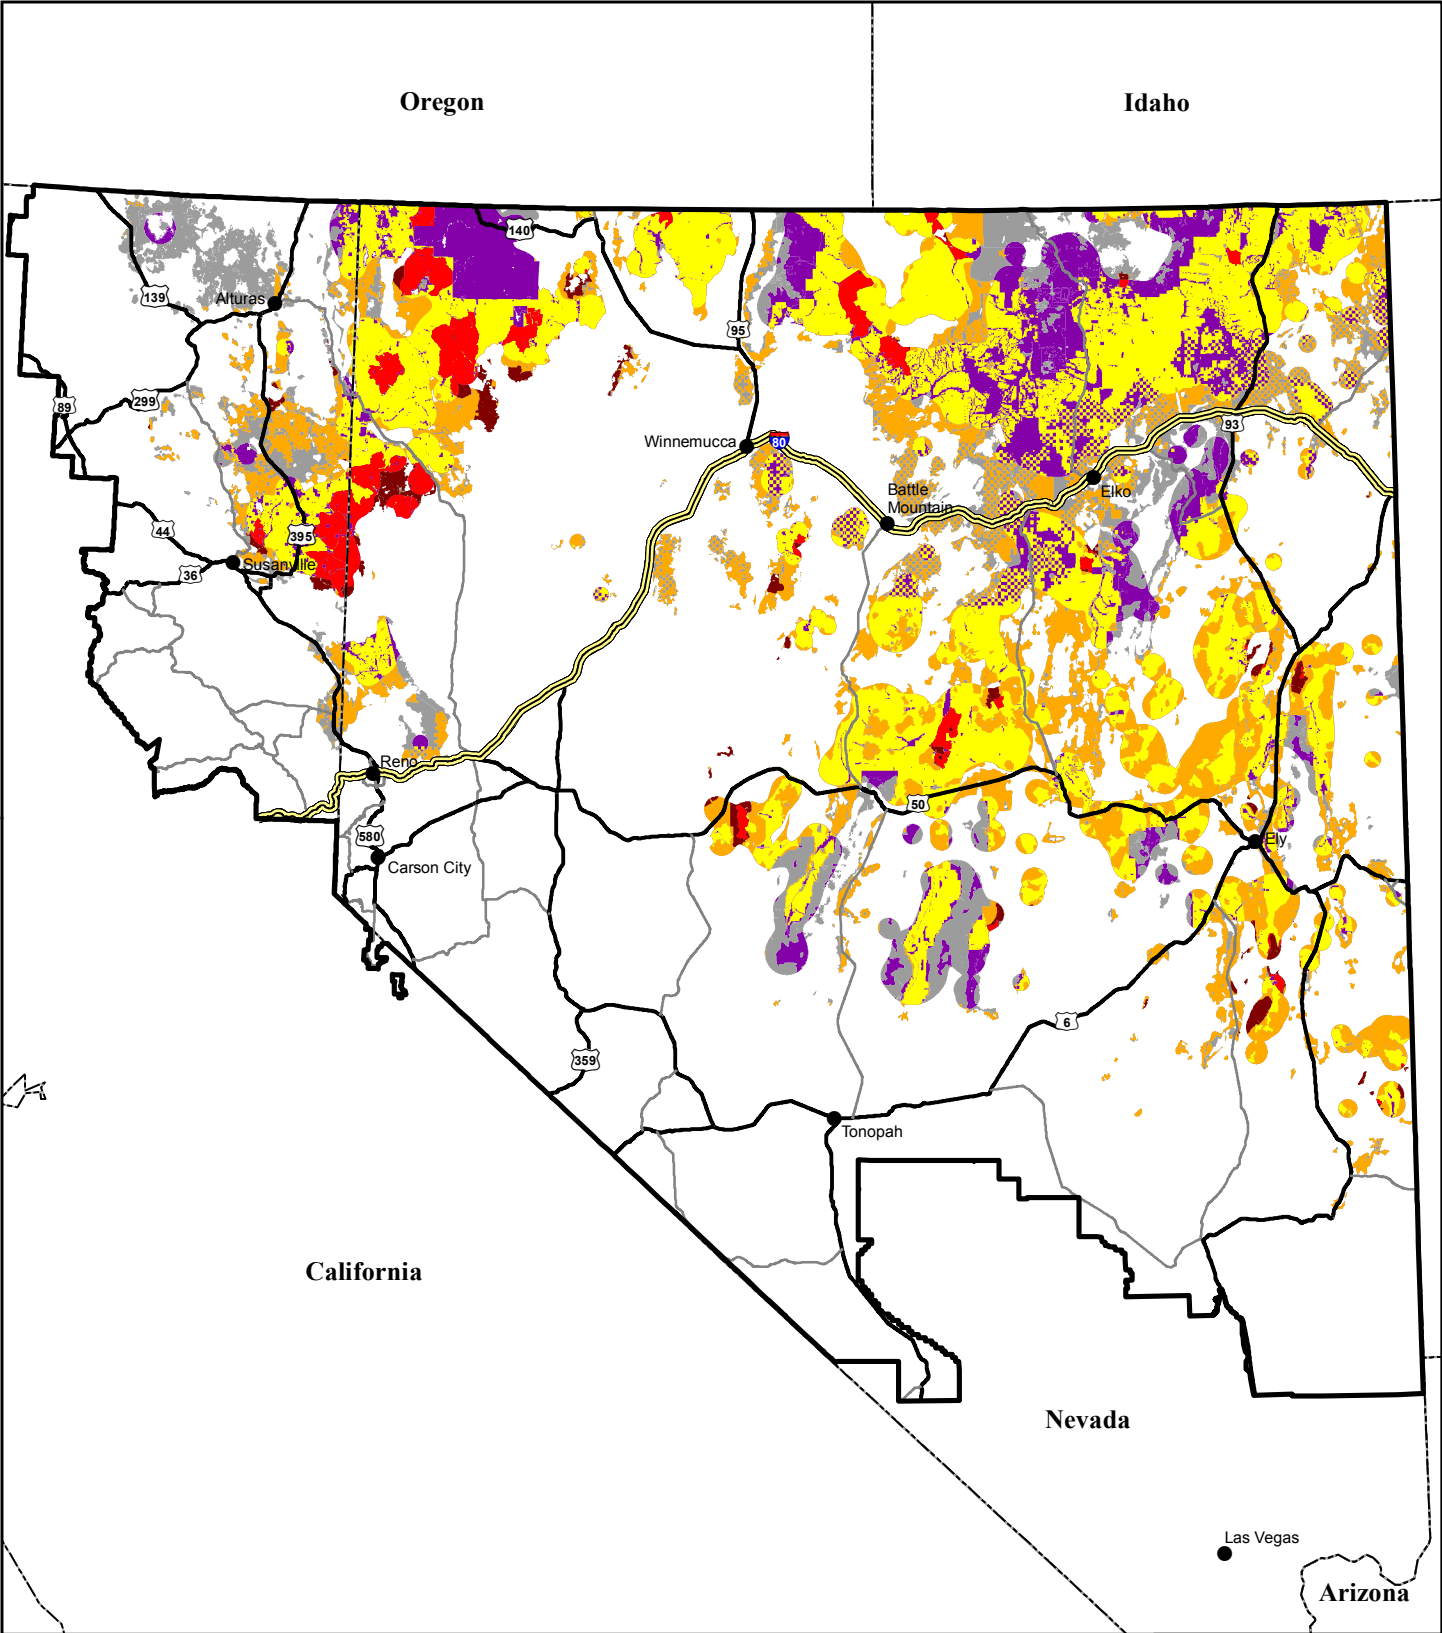 Oregon
Idaho
140
139
Alturas
95
299
89
93
Winnemucca
80
Elko
Battle
Mountain
44
395
Susanville
36
Reno
50
580
Ely
Carson City
6
359
Tonopah
California
Nevada
Las Vegas
Arizona